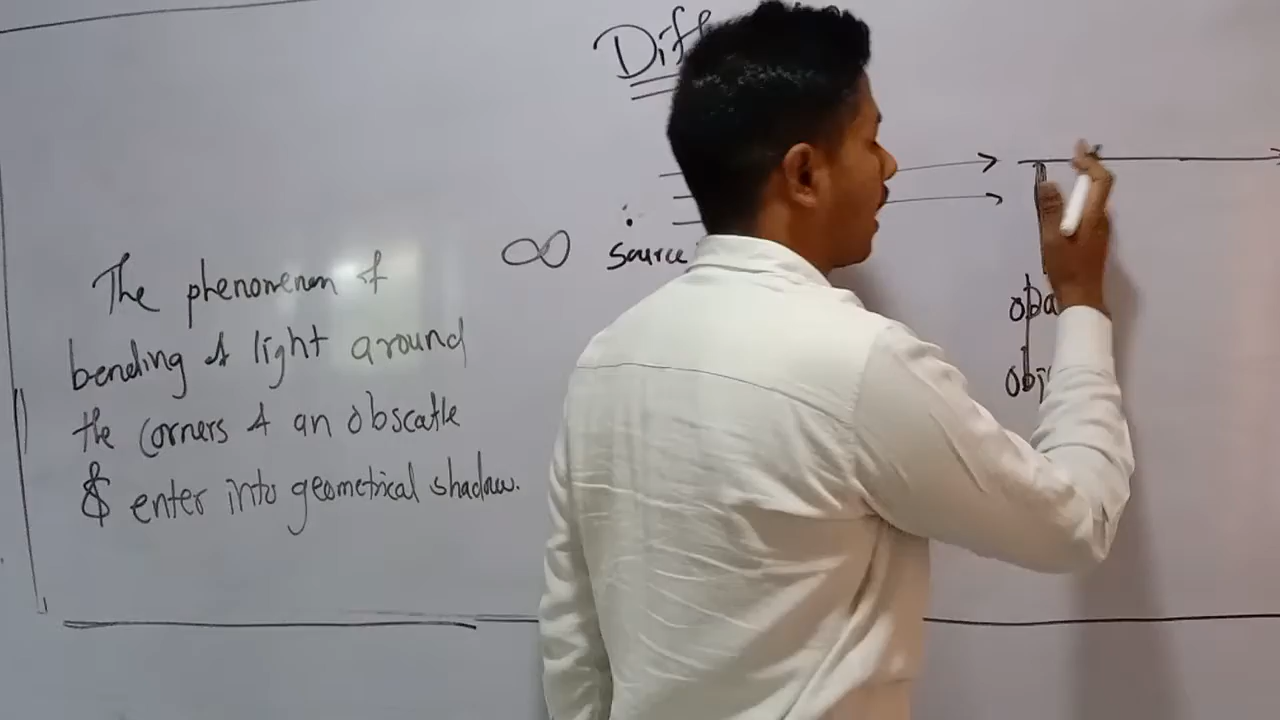 Diff
∞ source
The phenomenon of
bending of light around
the corners of an obscatle
& enter into geometrical shadow.
opa
obj